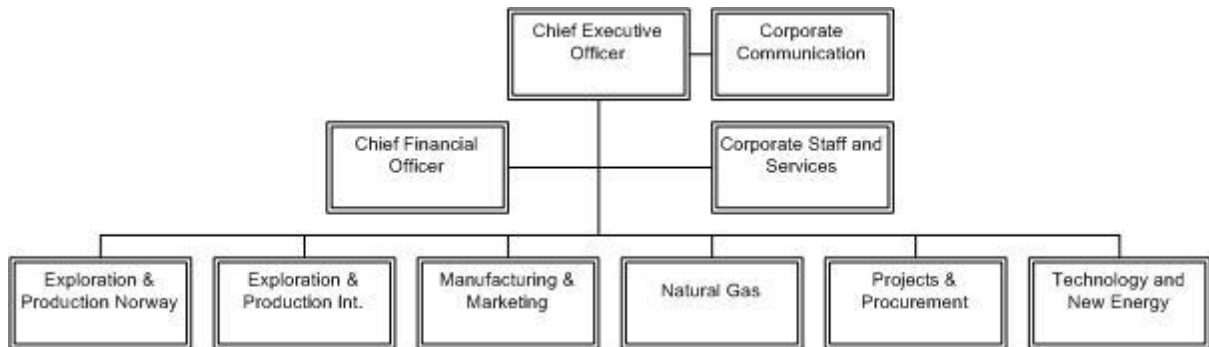 Chief Executive
Officer
Corporate
Communication
Chief Financial
Officer
Corporate Staff and
Services
Exploration &
Production Norway
Exploration &
Production Int.
Manufacturing &
Marketing
Natural Gas
Projects &
Procurement
Technology and
New Energy